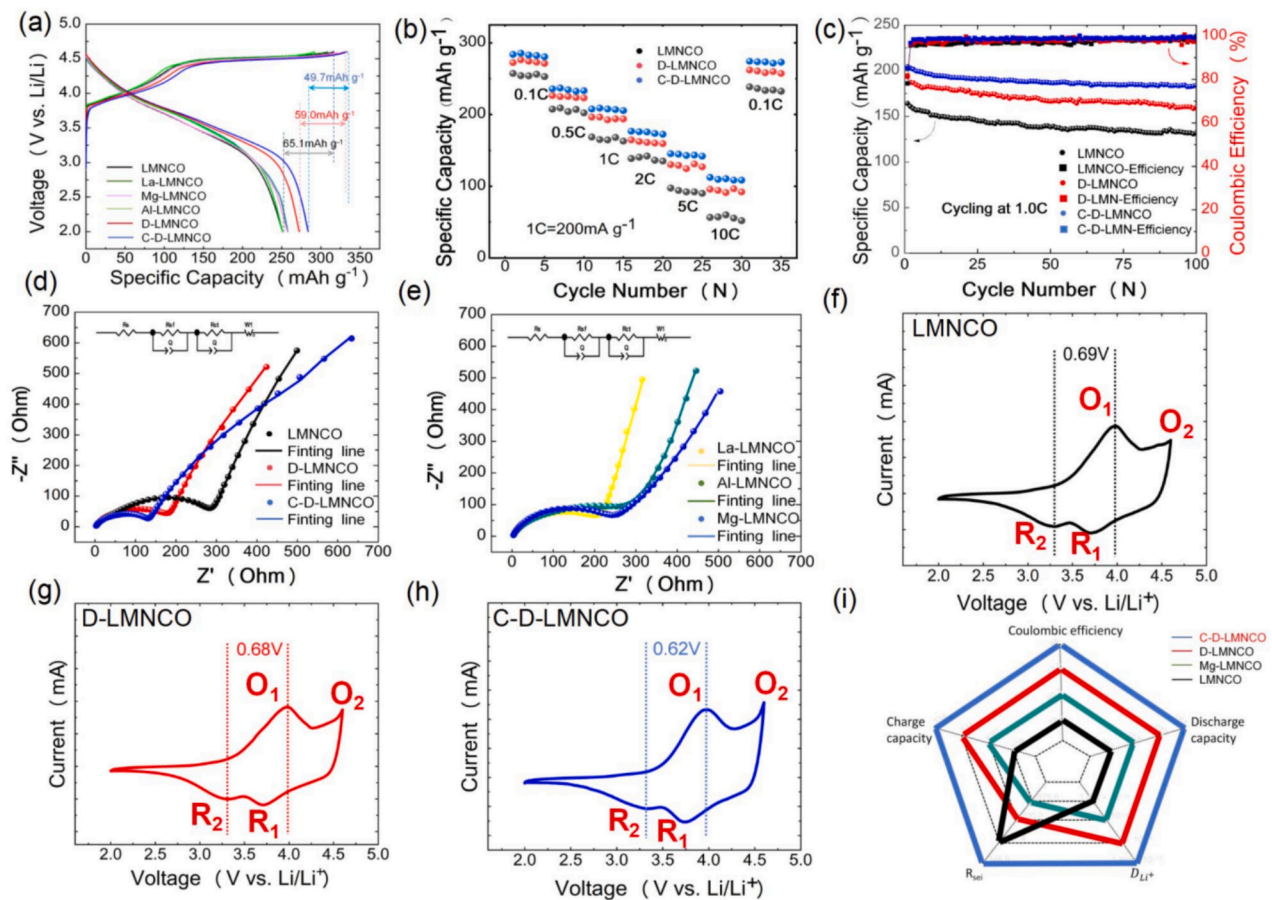 (a)
5.0
4.5
4.0
3.5
3.0
2.5
2.0
Voltage (V vs. Li/Li)
49.7mAh g-1
59.0mAh g-1
65.1mAh g-1
LMNCO
La-LMNCO
Mg-LMNCO
Al-LMNCO
D-LMNCO
C-D-LMNCO
0 75 150 225 300 375
Specific Capacity (mAh g-1)
(b)
350
300
250
200
150
100
50
0
Specific Capacity (mAh g-1)
LMNCO
D-LMNCO
C-D-LMNCO
0.1C
0.5C
1C
2C
5C
10C
0.1C
1C=200mA g-1
0 5 10 15 20 25 30 35
Cycle Number (N)
(c)
250
200
150
100
50
0
Specific Capacity (mAh g-1)
100
80
60
40
20
0
Coulombic Efficiency (%)
LMNCO
LMNCO-Efficiency
D-LMNCO
D-LMN-Efficiency
C-D-LMNCO
C-D-LMN-Efficiency
Cycling at 1.0C
0 25 50 75 100
Cycle Number (N)
(d)
700
600
500
400
300
200
100
0
-Z" (Ohm)
Rs
Rsf
Rct
W1
Q
Q
LMNCO
Finting line
D-LMNCO
Finting line
C-D-LMNCO
Finting line
0 100 200 300 400 500 600 700
Z' (Ohm)
(e)
700
600
500
400
300
200
100
0
-Z" (Ohm)
Rs
Rsf
Rct
W1
Q
Q
La-LMNCO
Finting line
Al-LMNCO
Finting line
Mg-LMNCO
Finting line
0 100 200 300 400 500 600 700
Z' (Ohm)
(f)
LMNCO
0.69V
O1
O2
R2
R1
Current (mA)
2.0 2.5 3.0 3.5 4.0 4.5 5.0
Voltage (V vs. Li/Li+)
(g)
D-LMNCO
0.68V
O1
O2
R2
R1
Current (mA)
2.0 2.5 3.0 3.5 4.0 4.5 5.0
Voltage (V vs. Li/Li+)
(h)
C-D-LMNCO
0.62V
O1
O2
R2
R1
Current (mA)
2.0 2.5 3.0 3.5 4.0 4.5 5.0
Voltage (V vs. Li/Li+)
(i)
Coulombic efficiency
C-D-LMNCO
D-LMNCO
Mg-LMNCO
LMNCO
Charge
capacity
Discharge
capacity
Rsei
DLi+